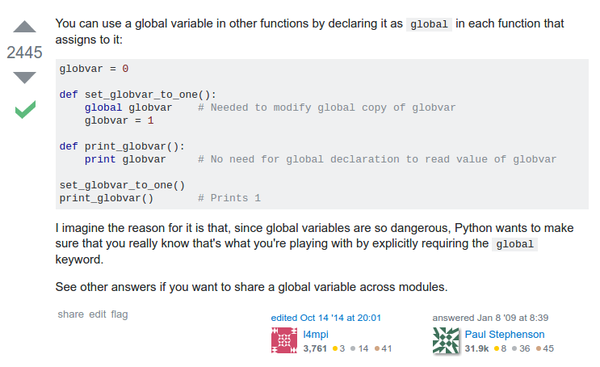 You can use a global variable in other functions by declaring it as global in each function that
assigns to it:
2445
globvar = 0
def set_globvar_to_one():
    global globvar    # Needed to modify global copy of globvar
    globvar = 1
def print_globvar():
    print globvar     # No need for global declaration to read value of globvar
set_globvar_to_one()
print_globvar()       # Prints 1
I imagine the reason for it is that, since global variables are so dangerous, Python wants to make
sure that you really know that's what you're playing with by explicitly requiring the global
keyword.
See other answers if you want to share a global variable across modules.
share edit flag
edited Oct 14 '14 at 20:01
l4mpi
3,761 3 14 41
answered Jan 8 '09 at 8:39
Paul Stephenson
31.9k 8 36 45